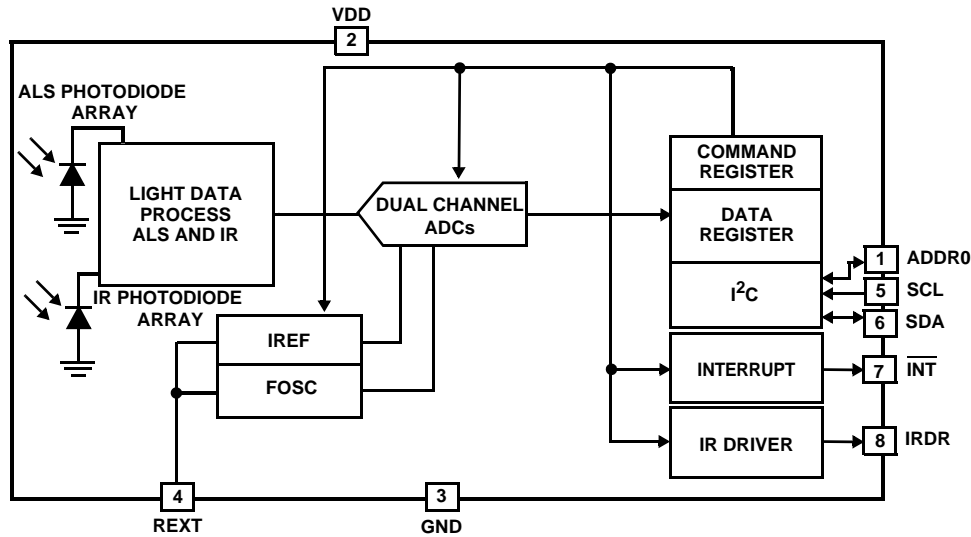 VDD
2
ALS PHOTODIODE
ARRAY
LIGHT DATA
PROCESS
ALS AND IR
DUAL CHANNEL
ADCs
COMMAND
REGISTER
DATA
REGISTER
I²C
1 ADDR0
5 SCL
6 SDA
IR PHOTODIODE
ARRAY
IREF
FOSC
INTERRUPT
7 INT
IR DRIVER
8 IRDR
4
REXT
3
GND